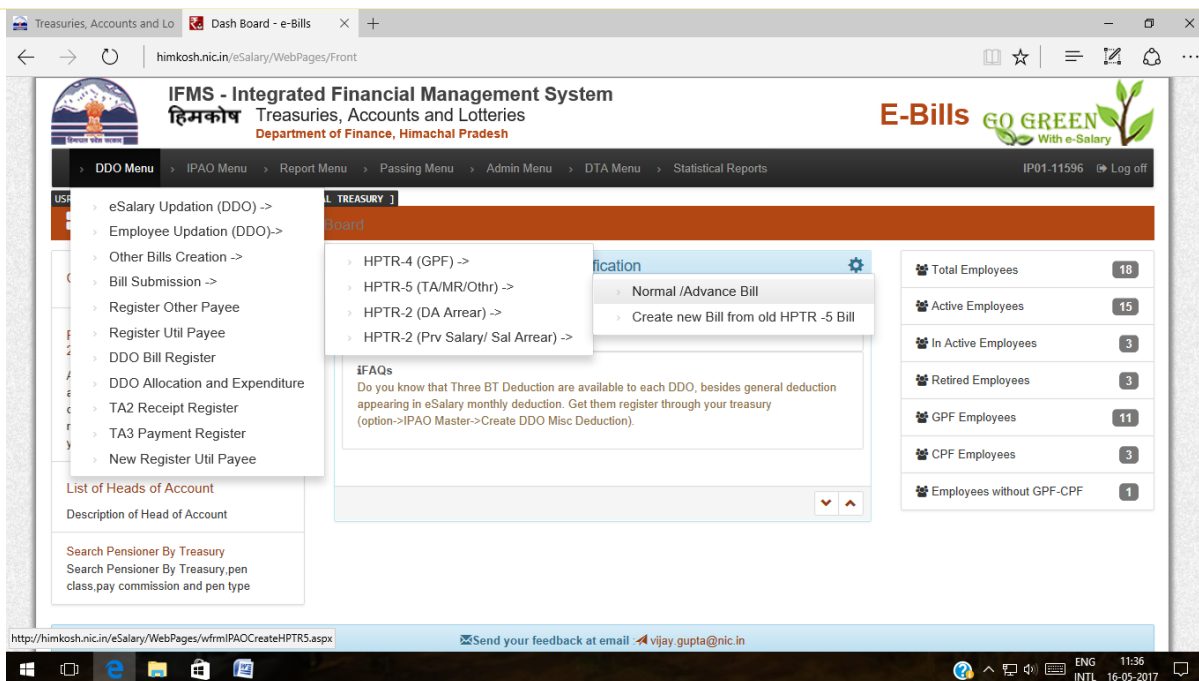 Treasuries, Accounts and Lo
Dash Board - e-Bills
himkosh.nic.in/eSalary/WebPages/Front
IFMS - Integrated Financial Management System
हिमकोष Treasuries, Accounts and Lotteries
Department of Finance, Himachal Pradesh
E-Bills
GO GREEN
With e-Salary
DDO Menu
IPAO Menu
Report Menu
Passing Menu
Admin Menu
DTA Menu
Statistical Reports
IP01-11596
Log off
TREASURY ]
Board
eSalary Updation (DDO) ->
Employee Updation (DDO)->
Other Bills Creation ->
Bill Submission ->
Register Other Payee
Register Util Payee
DDO Bill Register
DDO Allocation and Expenditure
TA2 Receipt Register
TA3 Payment Register
New Register Util Payee
HPTR-4 (GPF) ->
HPTR-5 (TA/MR/Othr) ->
HPTR-2 (DA Arrear) ->
HPTR-2 (Prv Salary/ Sal Arrear) ->
fication
Normal /Advance Bill
Create new Bill from old HPTR -5 Bill
iFAQs
Do you know that Three BT Deduction are available to each DDO, besides general deduction
appearing in eSalary monthly deduction. Get them register through your treasury
(option->IPAO Master->Create DDO Misc Deduction).
List of Heads of Account
Description of Head of Account
Search Pensioner By Treasury
Search Pensioner By Treasury,pen
class,pay commission and pen type
Total Employees 18
Active Employees 15
In Active Employees 3
Retired Employees 3
GPF Employees 11
CPF Employees 3
Employees without GPF-CPF 1
http://himkosh.nic.in/eSalary/WebPages/wfrmIPAOCreateHPTR5.aspx
Send your feedback at email : vijay.gupta@nic.in
ENG 11:36
INTL 16-05-2017